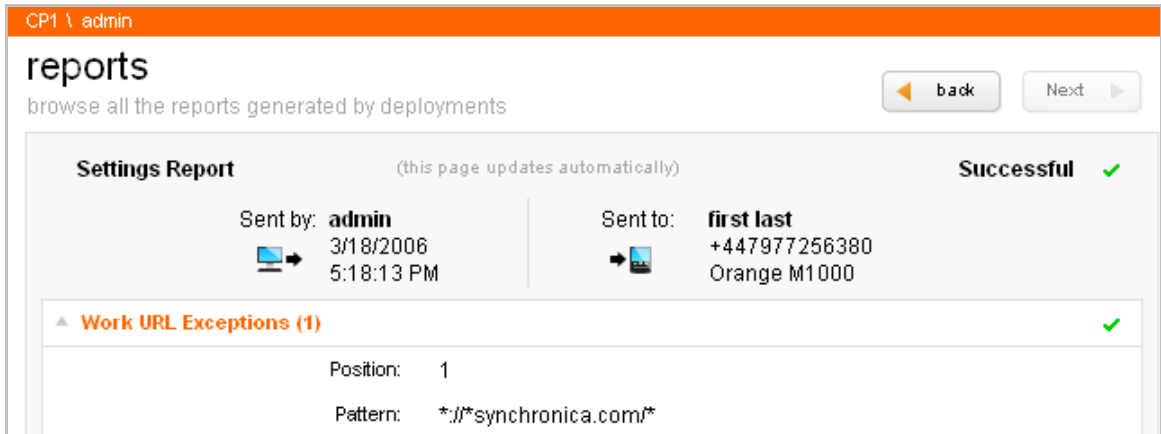 CP1 \ admin
reports
back
Next
browse all the reports generated by deployments
Settings Report (this page updates automatically) Successful
Sent by: admin
3/18/2006
5:18:13 PM
Sent to: first last
+447977256380
Orange M1000
Work URL Exceptions (1)
Position: 1
Pattern: *://*synchronica.com/*